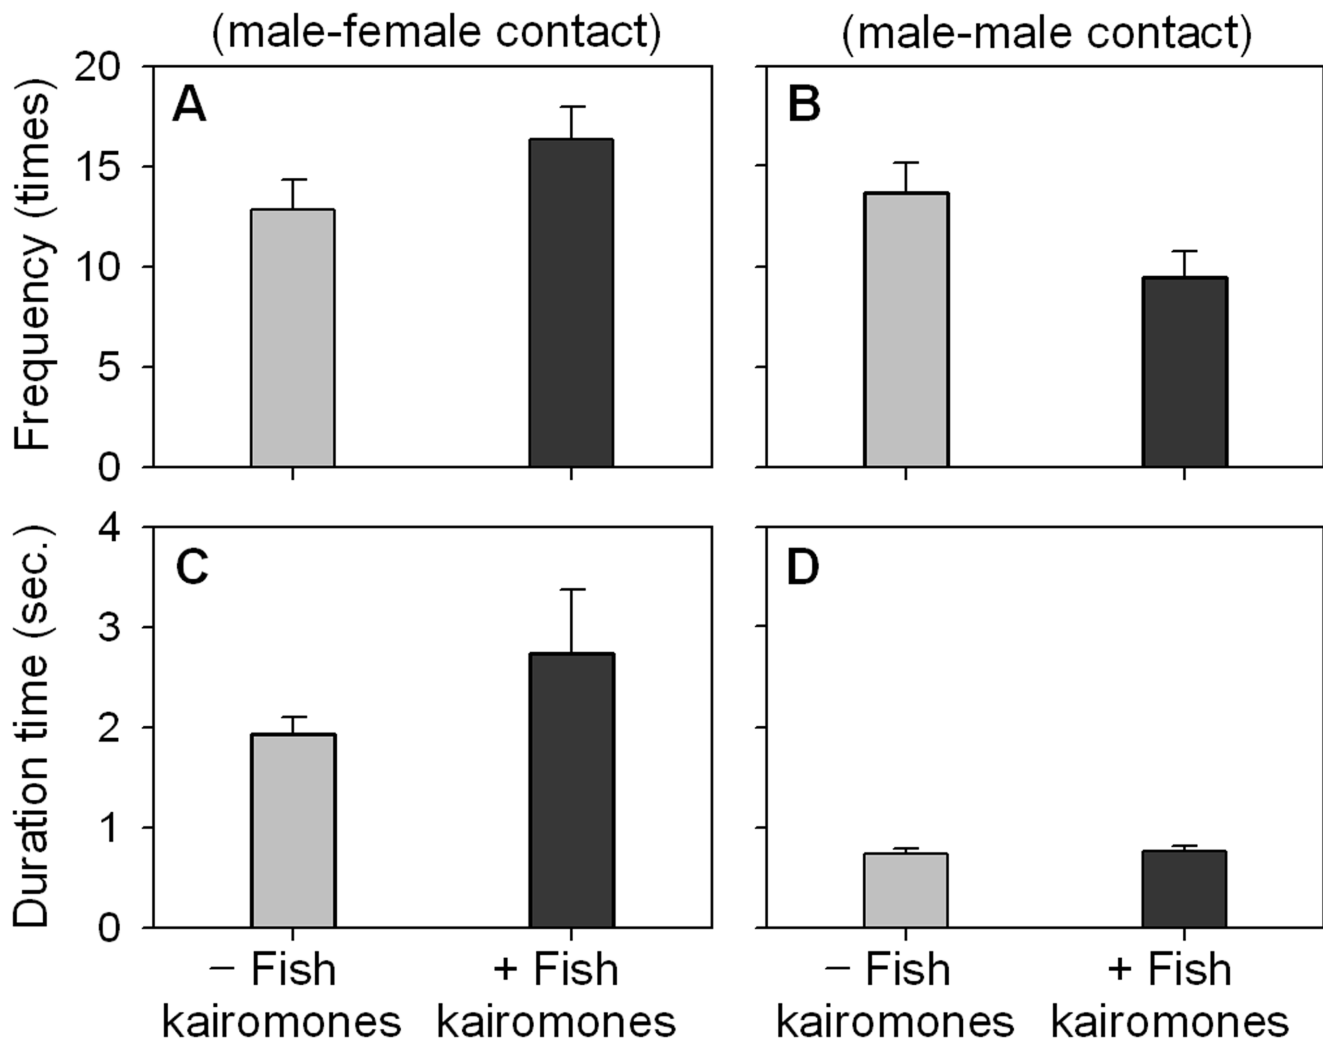 (male-female contact)
(male-male contact)
Frequency (times)
20
15
10
5
0
A
B
Duration time (sec.)
4
3
2
1
0
C
D
– Fish
kairomones
+ Fish
kairomones
– Fish
kairomones
+ Fish
kairomones